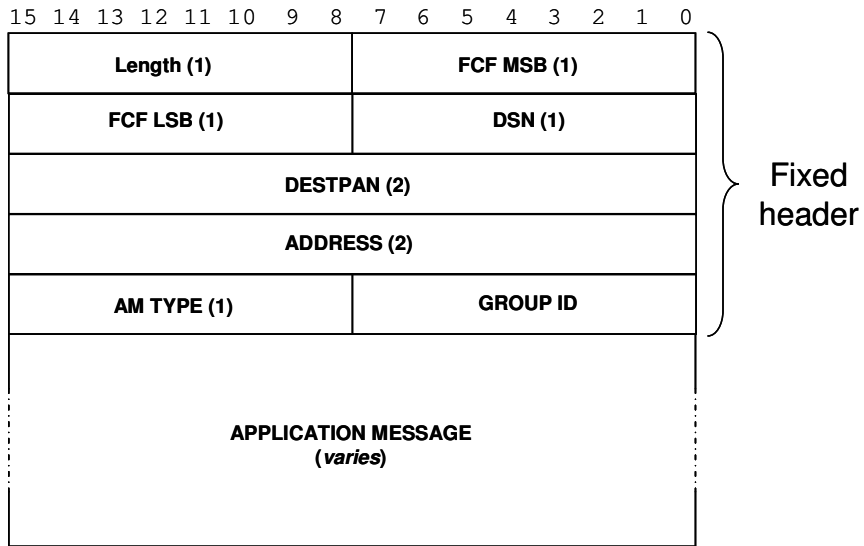 15 14 13 12 11 10 9 8 7 6 5 4 3 2 1 0
Length (1) FCF MSB (1)
FCF LSB (1) DSN (1)
DESTPAN (2)
Fixed
header
ADDRESS (2)
AM TYPE (1) GROUP ID
APPLICATION MESSAGE
(varies)